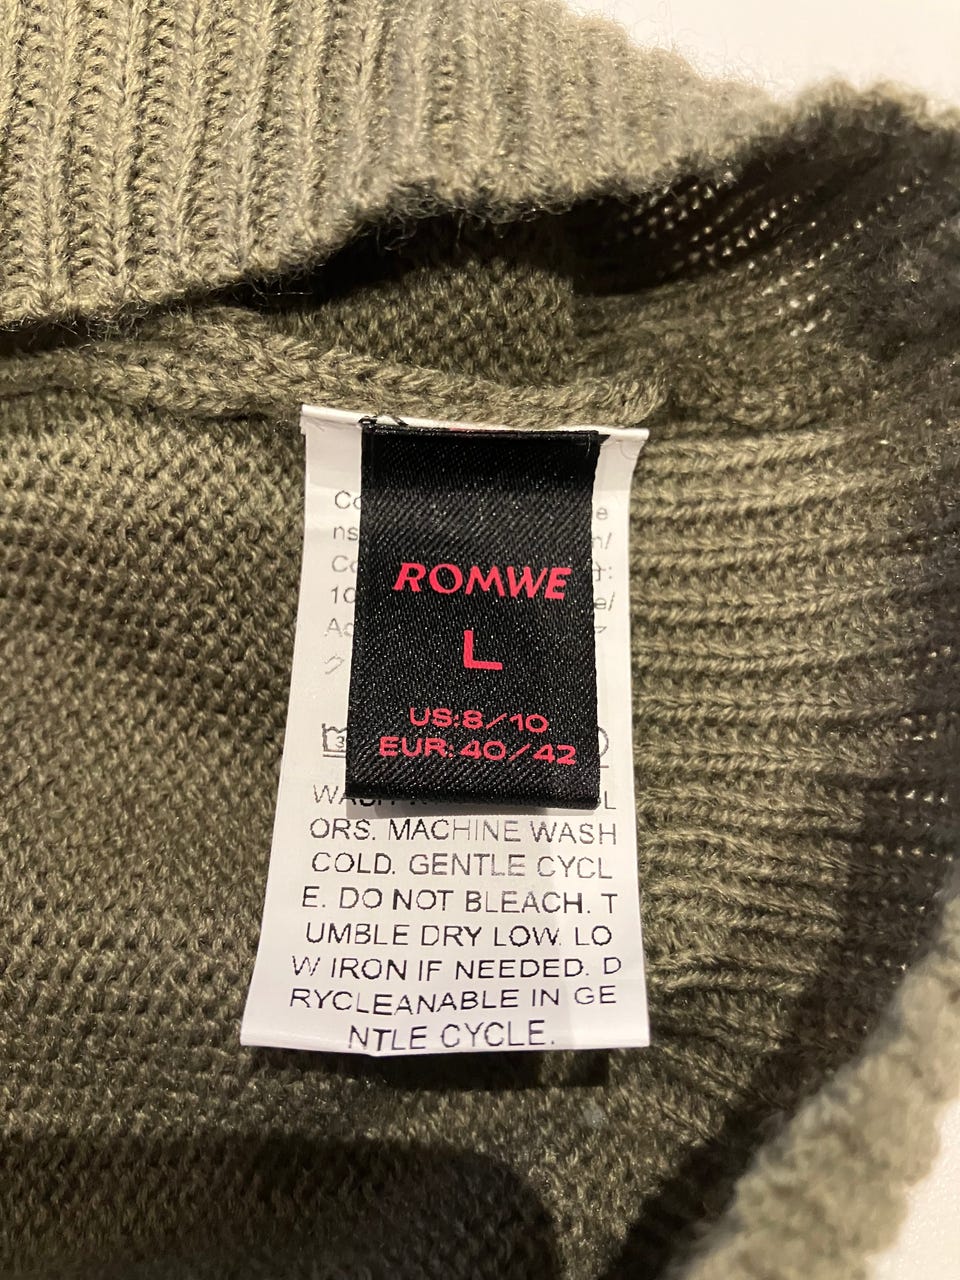 ROMWE
L
US:8/10
EUR:40/42
ORS. MACHINE WASH
COLD. GENTLE CYCL
E. DO NOT BLEACH. T
UMBLE DRY LOW. LO
W IRON IF NEEDED. D
RYCLEANABLE IN GE
NTLE CYCLE.